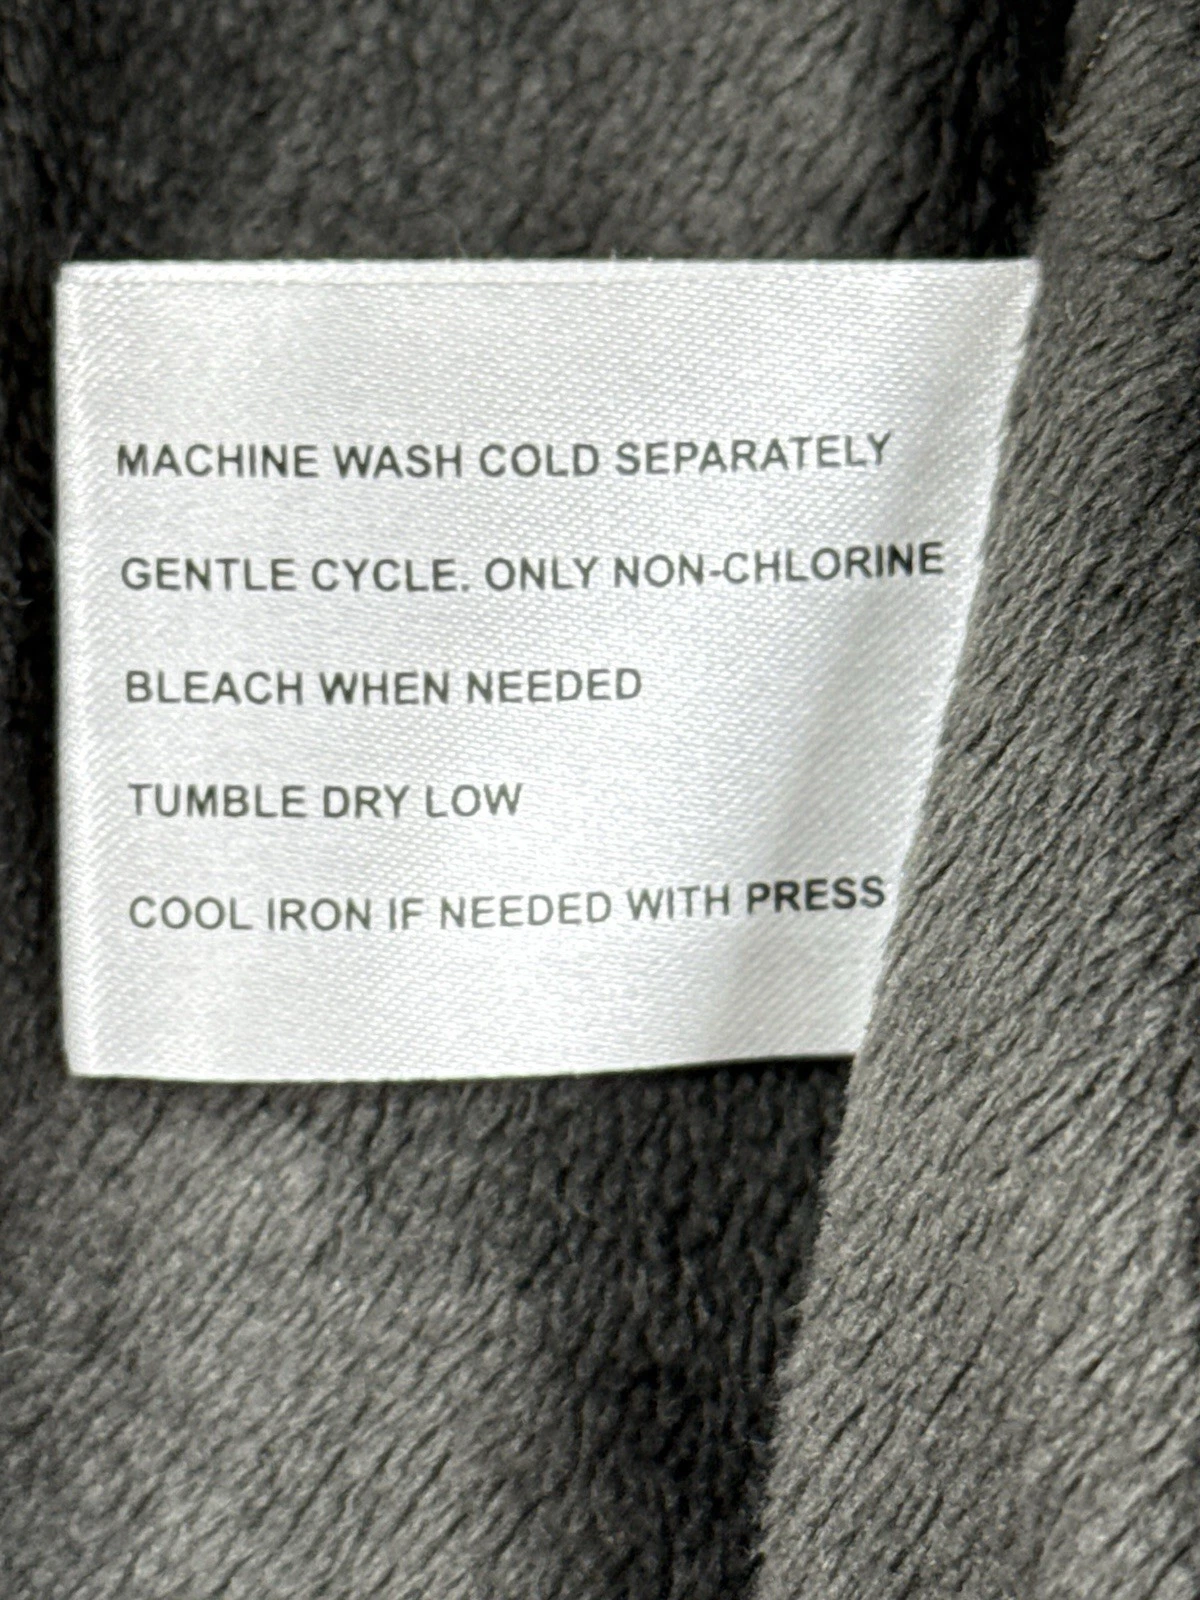 MACHINE WASH COLD SEPARATELY
GENTLE CYCLE. ONLY NON-CHLORINE
BLEACH WHEN NEEDED
TUMBLE DRY LOW
COOL IRON IF NEEDED WITH PRESS